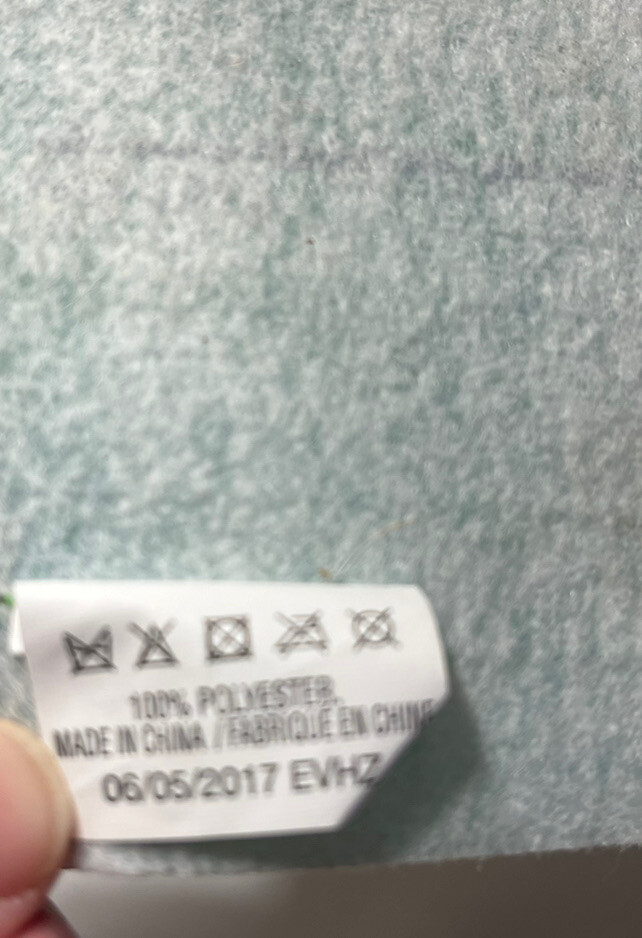 100% POLYESTER.
MADE IN CHINA / FABRIQUÉ EN CHINE
06/05/2017 EVHZ